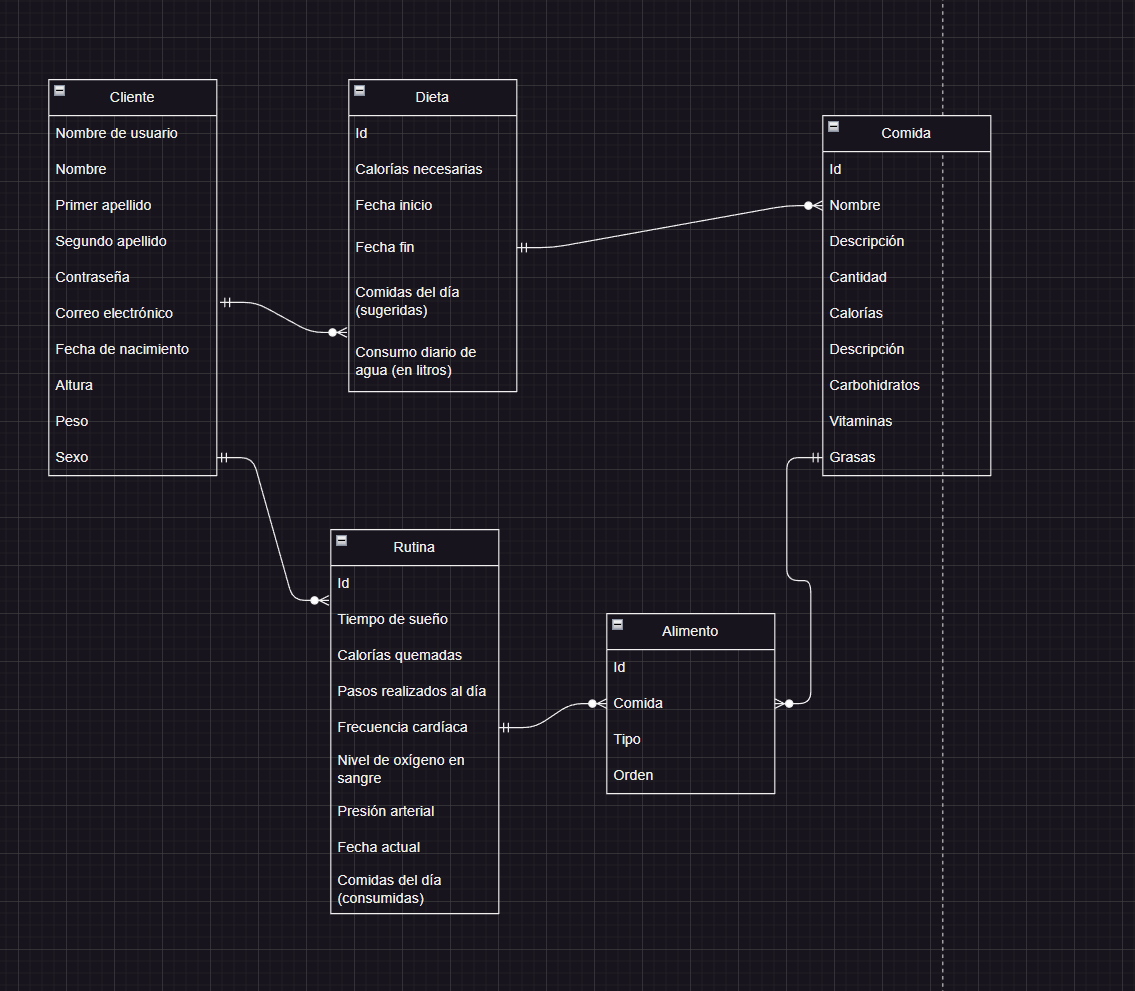 Cliente
Nombre de usuario
Nombre
Primer apellido
Segundo apellido
Contraseña
Correo electrónico
Fecha de nacimiento
Altura
Peso
Sexo
Dieta
Id
Calorías necesarias
Fecha inicio
Fecha fin
Comidas del día
(sugeridas)
Consumo diario de
agua (en litros)
Comida
Id
Nombre
Descripción
Cantidad
Calorías
Descripción
Carbohidratos
Vitaminas
Grasas
Rutina
Id
Tiempo de sueño
Calorías quemadas
Pasos realizados al día
Frecuencia cardíaca
Nivel de oxígeno en
sangre
Presión arterial
Fecha actual
Comidas del día
(consumidas)
Alimento
Id
Comida
Tipo
Orden